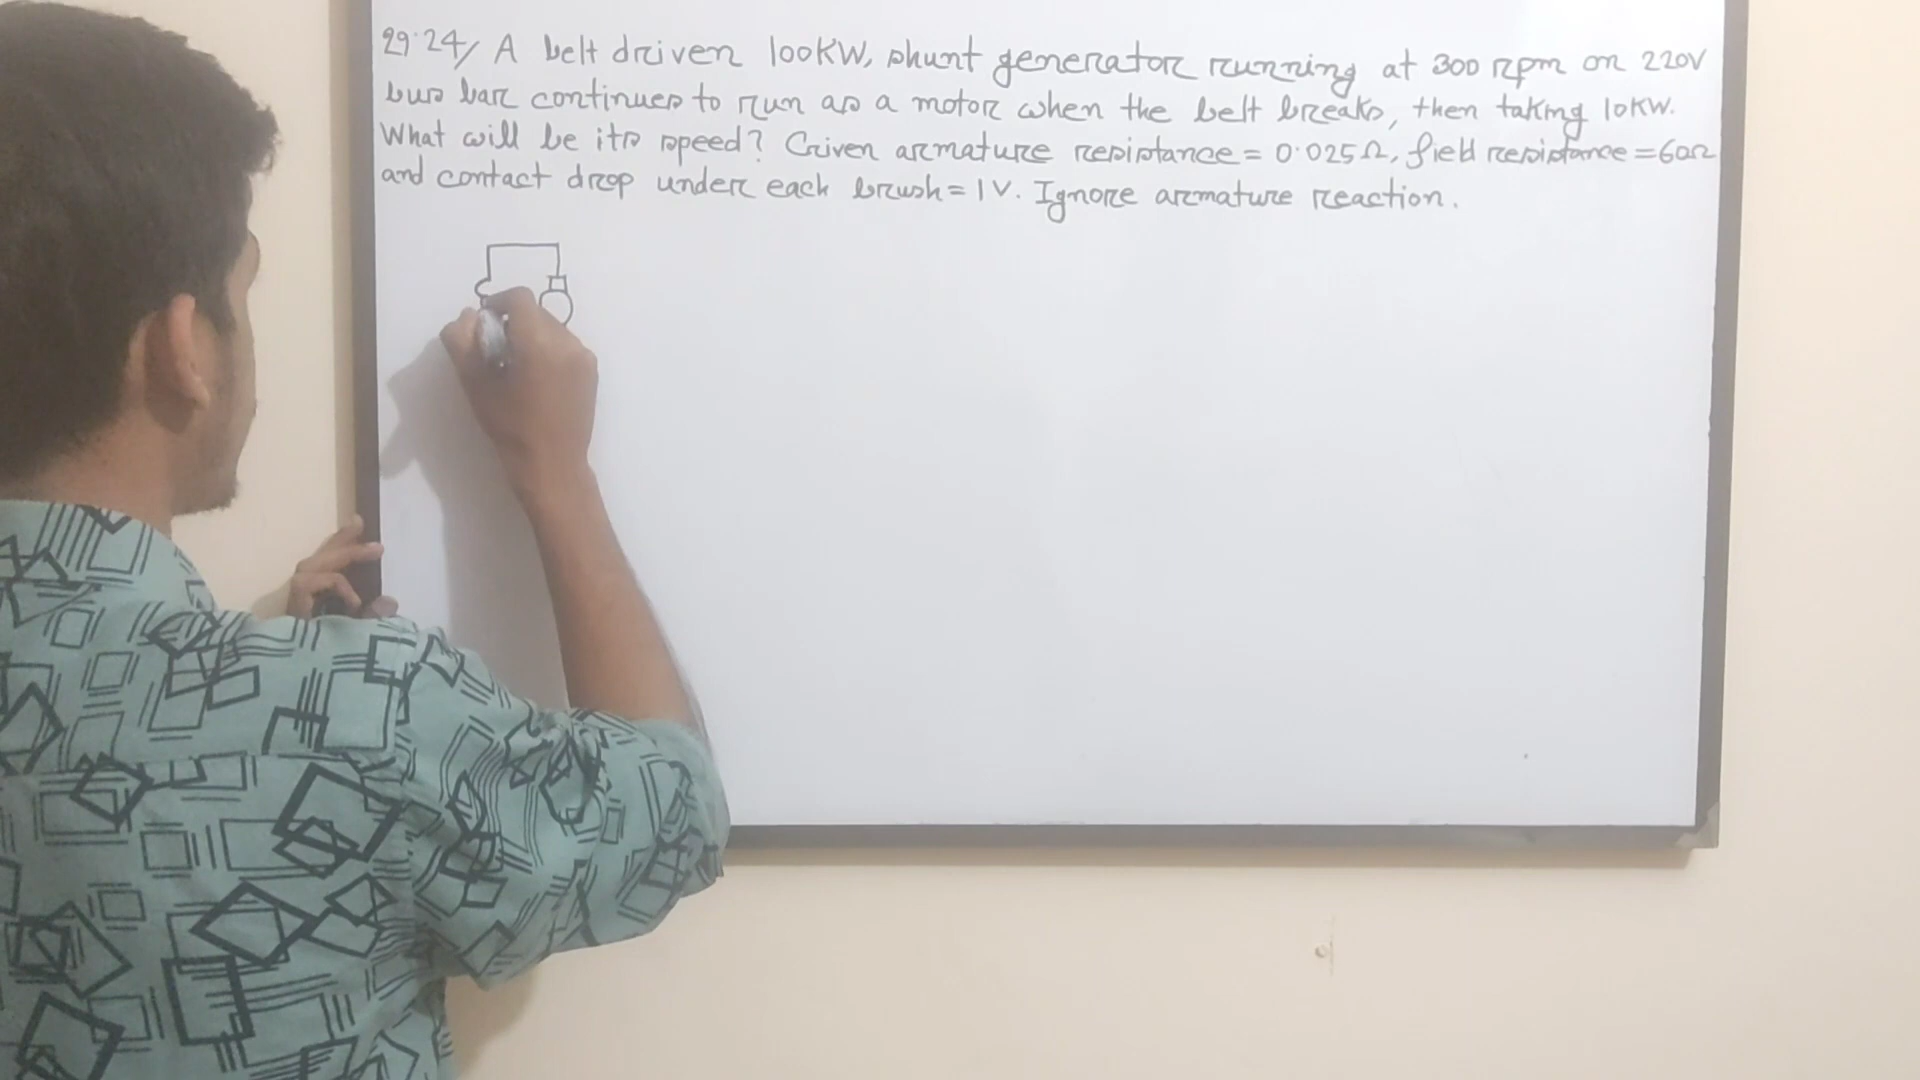 29.24/ A belt driven 100KW, shunt generator running at 300 rpm on 220V
bus bar continues to run as a motor when the belt breaks, then taking 10KW.
What will be its speed? Given armature resistance = 0.025Ω, field resistance = 60Ω
and contact drop under each brush = 1V. Ignore armature reaction.